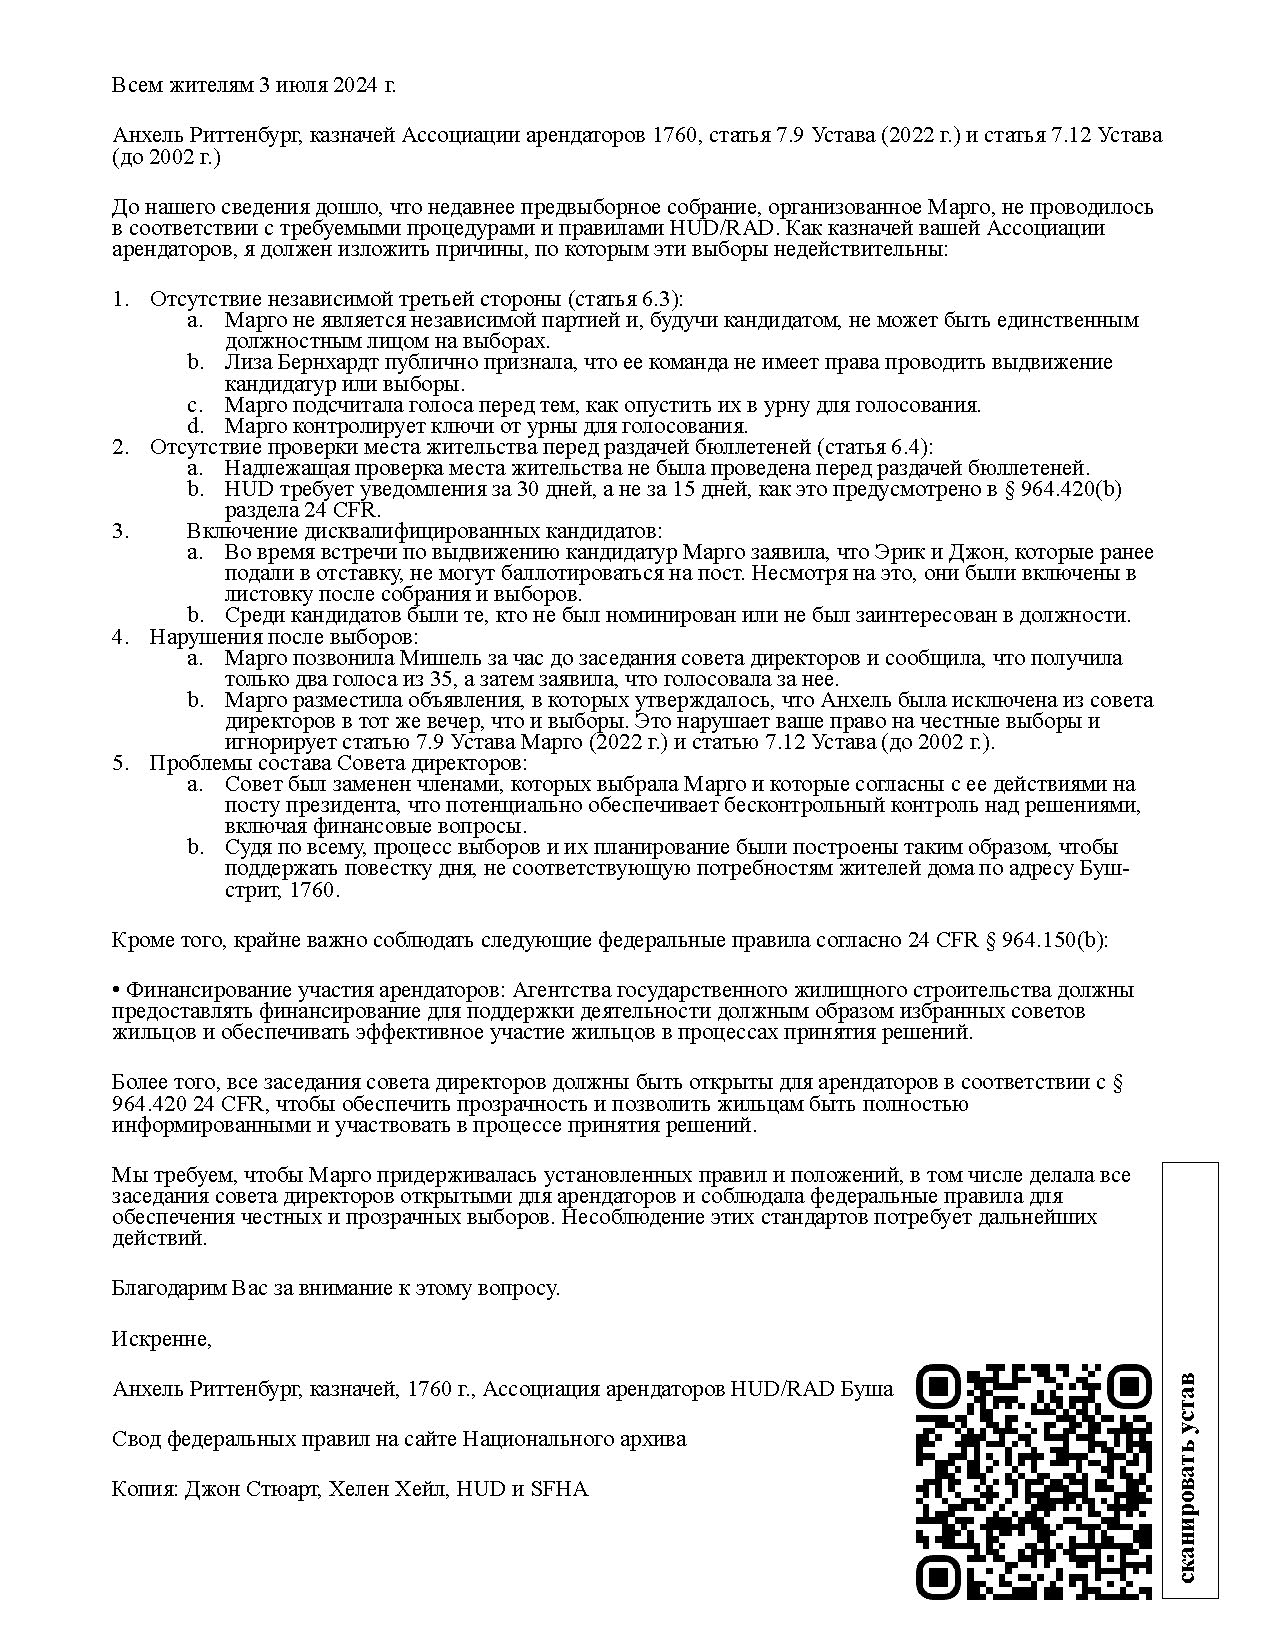 Всем жителям 3 июля 2024 г.
Анхель Риттенбург, казначей Ассоциации арендаторов 1760, статья 7.9 Устава (2022 г.) и статья 7.12 Устава
(до 2002 г.)
До нашего сведения дошло, что недавнее предвыборное собрание, организованное Марго, не проводилось
в соответствии с требуемыми процедурами и правилами HUD/RAD. Как казначей вашей Ассоциации
арендаторов, я должен изложить причины, по которым эти выборы недействительны:
1. Отсутствие независимой третьей стороны (статья 6.3):
a. Марго не является независимой партией и, будучи кандидатом, не может быть единственным
должностным лицом на выборах.
b. Лиза Бернхардт публично признала, что ее команда не имеет права проводить выдвижение
кандидатур или выборы.
c. Марго подсчитала голоса перед тем, как опустить их в урну для голосования.
d. Марго контролирует ключи от урны для голосования.
2. Отсутствие проверки места жительства перед раздачей бюллетеней (статья 6.4):
a. Надлежащая проверка места жительства не была проведена перед раздачей бюллетеней.
b. HUD требует уведомления за 30 дней, а не за 15 дней, как это предусмотрено в § 964.420(b)
раздела 24 CFR.
3. Включение дисквалифицированных кандидатов:
a. Во время встречи по выдвижению кандидатур Марго заявила, что Эрик и Джон, которые ранее
подали в отставку, не могут баллотироваться на пост. Несмотря на это, они были включены в
листовку после собрания и выборов.
b. Среди кандидатов были те, кто не был номинирован или не был заинтересован в должности.
4. Нарушения после выборов:
a. Марго позвонила Мишель за час до заседания совета директоров и сообщила, что получила
только два голоса из 35, а затем заявила, что голосовала за нее.
b. Марго разместила объявления, в которых утверждалось, что Анхель была исключена из совета
директоров в тот же вечер, что и выборы. Это нарушает ваше право на честные выборы и
игнорирует статью 7.9 Устава Марго (2022 г.) и статью 7.12 Устава (до 2002 г.).
5. Проблемы состава Совета директоров:
a. Совет был заменен членами, которых выбрала Марго и которые согласны с ее действиями на
посту президента, что потенциально обеспечивает бесконтрольный контроль над решениями,
включая финансовые вопросы.
b. Судя по всему, процесс выборов и их планирование были построены таким образом, чтобы
поддержать повестку дня, не соответствующую потребностям жителей дома по адресу Буш-
стрит, 1760.
Кроме того, крайне важно соблюдать следующие федеральные правила согласно 24 CFR § 964.150(b):
• Финансирование участия арендаторов: Агентства государственного жилищного строительства должны
предоставлять финансирование для поддержки деятельности должным образом избранных советов
жильцов и обеспечивать эффективное участие жильцов в процессах принятия решений.
Более того, все заседания совета директоров должны быть открыты для арендаторов в соответствии с §
964.420 24 CFR, чтобы обеспечить прозрачность и позволить жильцам быть полностью
информированными и участвовать в процессе принятия решений.
Мы требуем, чтобы Марго придерживалась установленных правил и положений, в том числе делала все
заседания совета директоров открытыми для арендаторов и соблюдала федеральные правила для
обеспечения честных и прозрачных выборов. Несоблюдение этих стандартов потребует дальнейших
действий.
Благодарим Вас за внимание к этому вопросу.
Искренне,
Анхель Риттенбург, казначей, 1760 г., Ассоциация арендаторов HUD/RAD Буша
Свод федеральных правил на сайте Национального архива
Копия: Джон Стюарт, Хелен Хейл, HUD и SFHA
сканировать устав